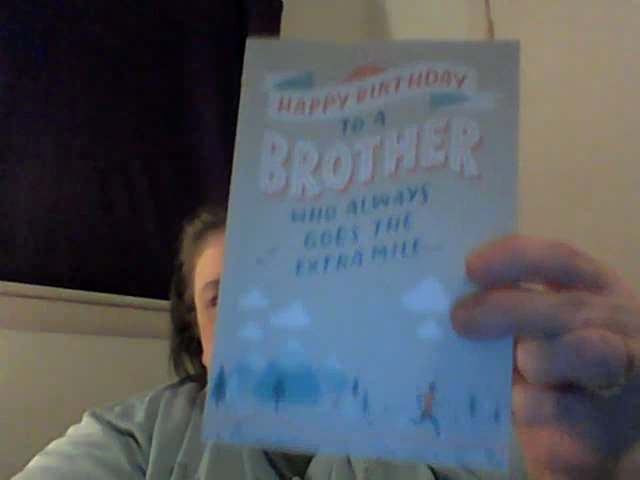 HAPPY BIRTHDAY
TO A
BROTHER
WHO ALWAYS
GOES THE
EXTRA MILE...